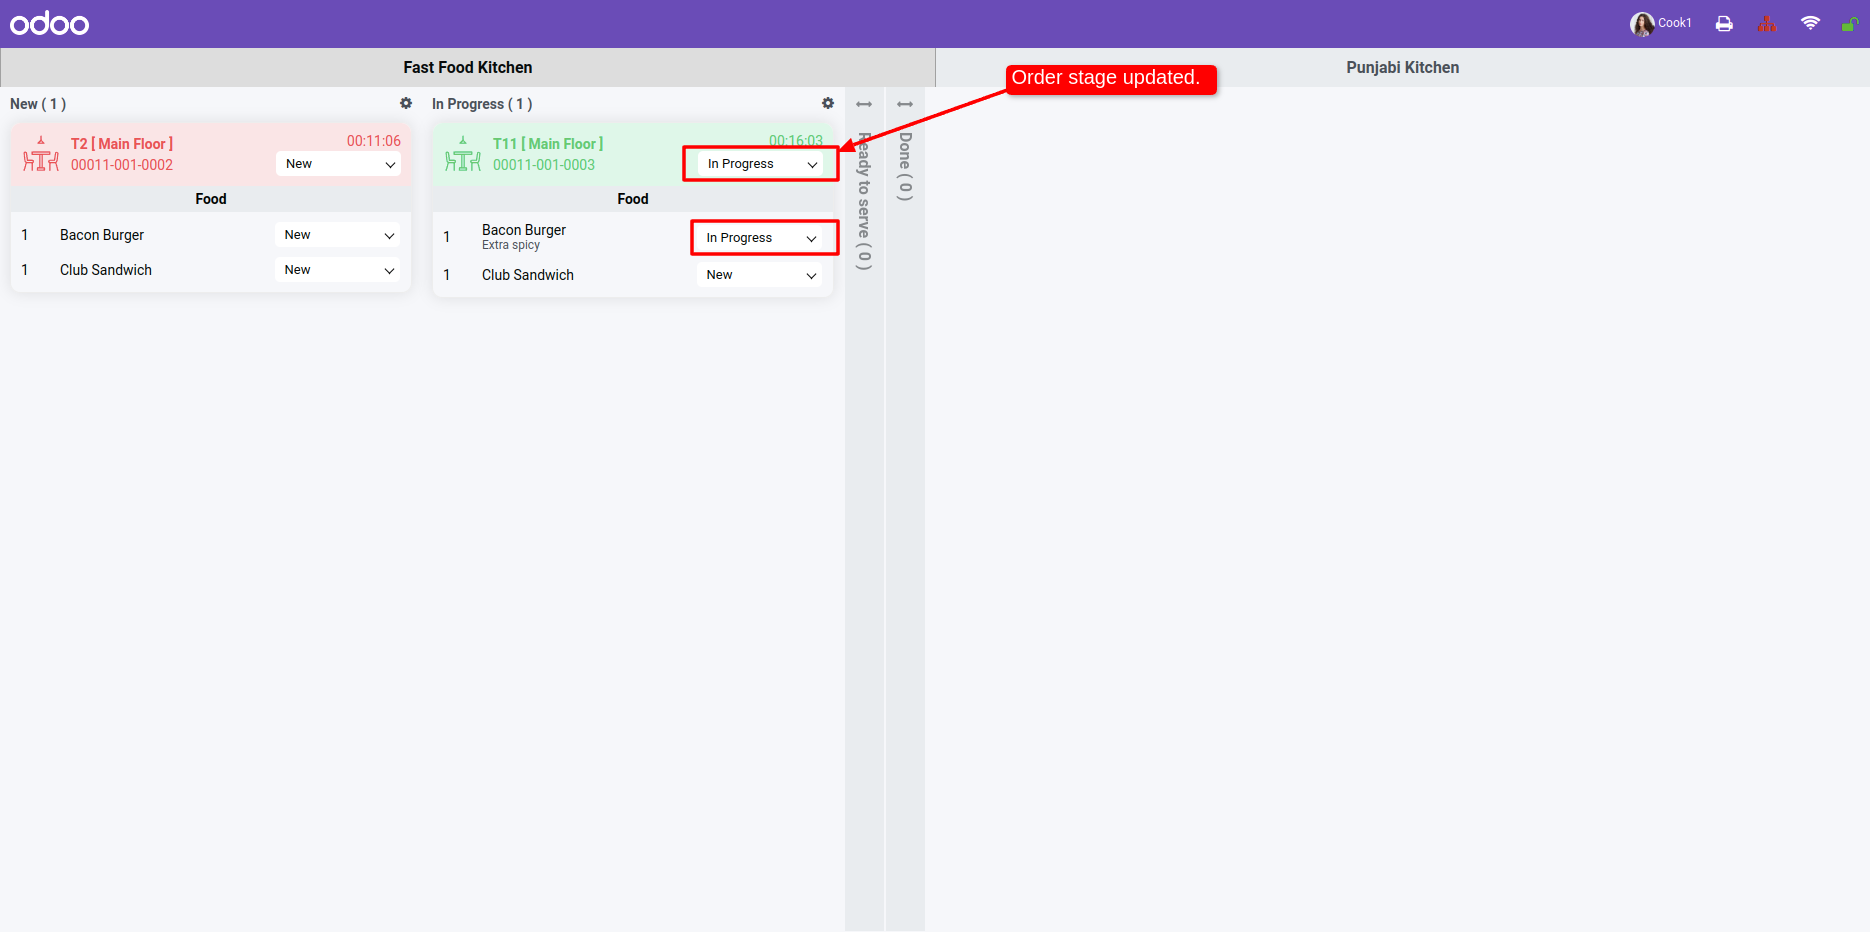 odoo
Cook1
Fast Food Kitchen
Punjabi Kitchen
Order stage updated.
New ( 1 )
In Progress ( 1 )
T2 [ Main Floor ]
00:11:06
00011-001-0002
New
Food
1 Bacon Burger New
1 Club Sandwich New
T11 [ Main Floor ]
00:16:03
00011-001-0003
In Progress
Food
1 Bacon Burger In Progress
Extra spicy
1 Club Sandwich New
Ready to serve ( 0 )
Done ( 0 )